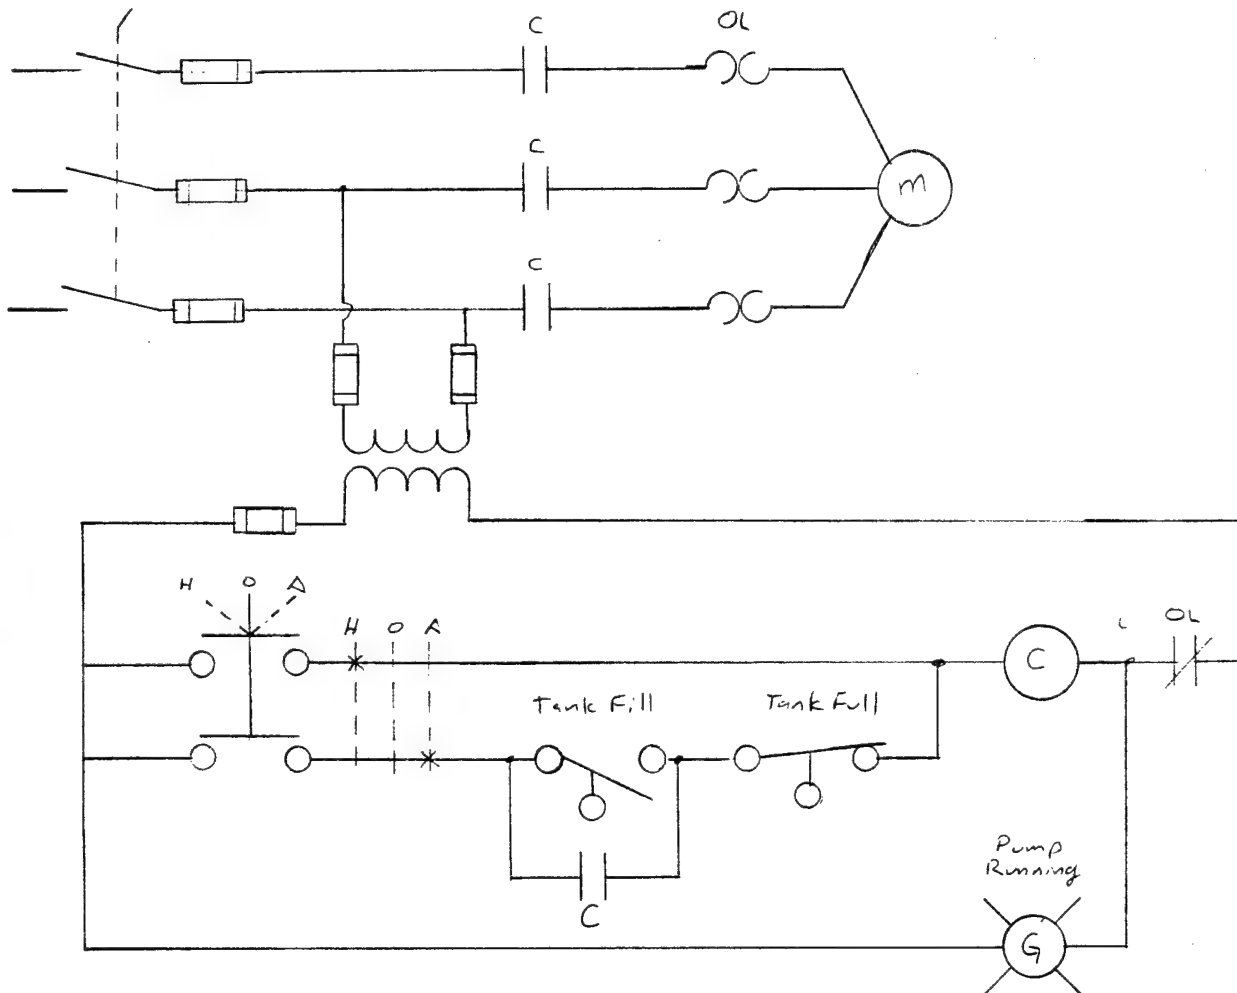 C
OL
C
m
C
H O A
H O A
C
L OL
Tank Fill
Tank Full
C
Pump
Running
G